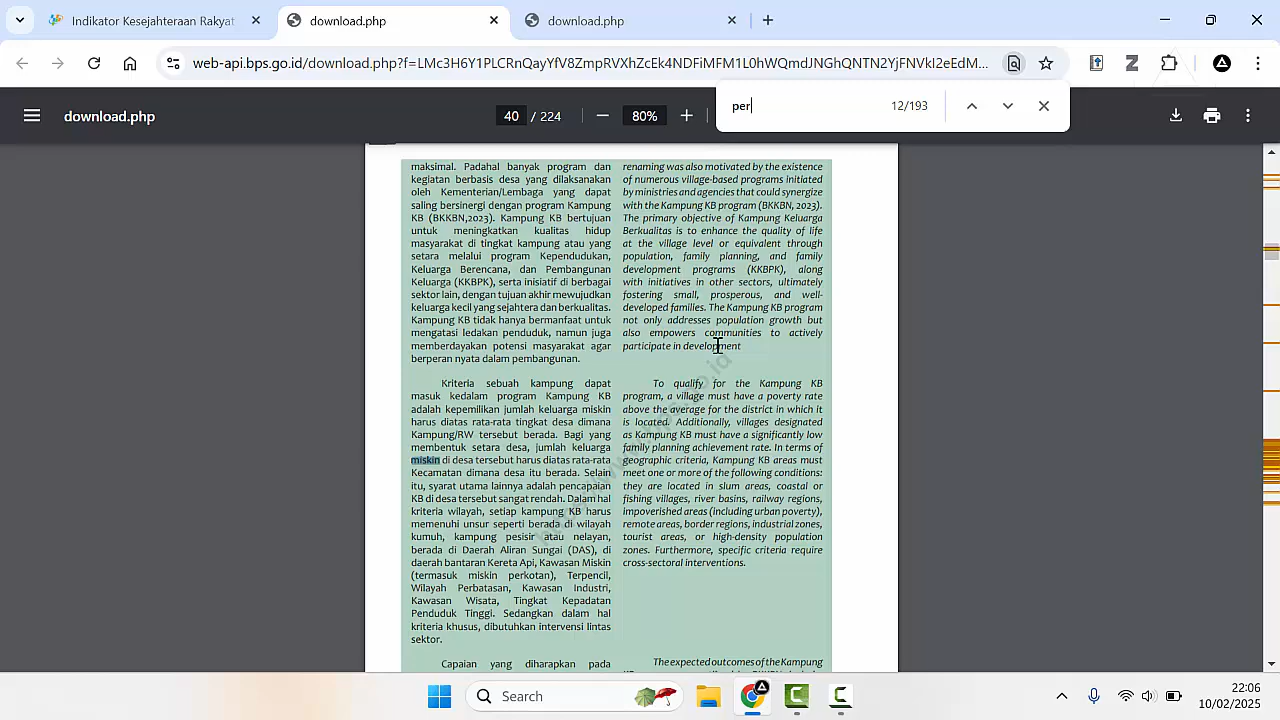 Indikator Kesejahteraan Rakyat
download.php
download.php
web-api.bps.go.id/download.php?f=LMc3H6Y1PLCRnQayYfV8ZmpRVXhZcEk4NDFiMFM1L0hWQmdJNGhQNTN2YjFNVkI2eEdM...
per
12/193
download.php
40 / 224
80%
maksimal. Padahal banyak program dan
kegiatan berbasis desa yang dilaksanakan
oleh Kementerian/Lembaga yang dapat
saling bersinergi dengan program Kampung
KB (BKKBN,2023). Kampung KB bertujuan
untuk meningkatkan kualitas hidup
masyarakat di tingkat kampung atau yang
setara melalui program Kependudukan,
Keluarga Berencana, dan Pembangunan
Keluarga (KKBPK), serta inisiatif di berbagai
sektor lain, dengan tujuan akhir mewujudkan
keluarga kecil yang sejahtera dan berkualitas.
Kampung KB tidak hanya bermanfaat untuk
mengatasi ledakan penduduk, namun juga
memberdayakan potensi masyarakat agar
berperan nyata dalam pembangunan.
Kriteria sebuah kampung dapat
masuk kedalam program Kampung KB
adalah kepemilikan jumlah keluarga miskin
harus diatas rata-rata tingkat desa dimana
Kampung/RW tersebut berada. Bagi yang
membentuk setara desa, jumlah keluarga
miskin di desa tersebut harus diatas rata-rata
Kecamatan dimana desa itu berada. Selain
itu, syarat utama lainnya adalah pencapaian
KB di desa tersebut sangat rendah. Dalam hal
kriteria wilayah, setiap kampung KB harus
memenuhi unsur seperti berada di wilayah
kumuh, kampung pesisir atau nelayan,
berada di Daerah Aliran Sungai (DAS), di
daerah bantaran Kereta Api, Kawasan Miskin
(termasuk miskin perkotan), Terpencil,
Wilayah Perbatasan, Kawasan Industri,
Kawasan Wisata, Tingkat Kepadatan
Penduduk Tinggi. Sedangkan dalam hal
kriteria khusus, dibutuhkan intervensi lintas
sektor.
Capaian yang diharapkan pada
renaming was also motivated by the existence
of numerous village-based programs initiated
by ministries and agencies that could synergize
with the Kampung KB program (BKKBN, 2023).
The primary objective of Kampung Keluarga
Berkualitas is to enhance the quality of life
at the village level or equivalent through
population, family planning, and family
development programs (KKBPK), along
with initiatives in other sectors, ultimately
fostering small, prosperous, and well-
developed families. The Kampung KB program
not only addresses population growth but
also empowers communities to actively
participate in development
To qualify for the Kampung KB
program, a village must have a poverty rate
above the average for the district in which it
is located. Additionally, villages designated
as Kampung KB must have a significantly low
family planning achievement rate. In terms of
geographic criteria, Kampung KB areas must
meet one or more of the following conditions:
they are located in slum areas, coastal or
fishing villages, river basins, railway regions,
impoverished areas (including urban poverty),
remote areas, border regions, industrial zones,
tourist areas, or high-density population
zones. Furthermore, specific criteria require
cross-sectoral interventions.
The expected outcomes of the Kampung
Search
22:06
10/02/2025